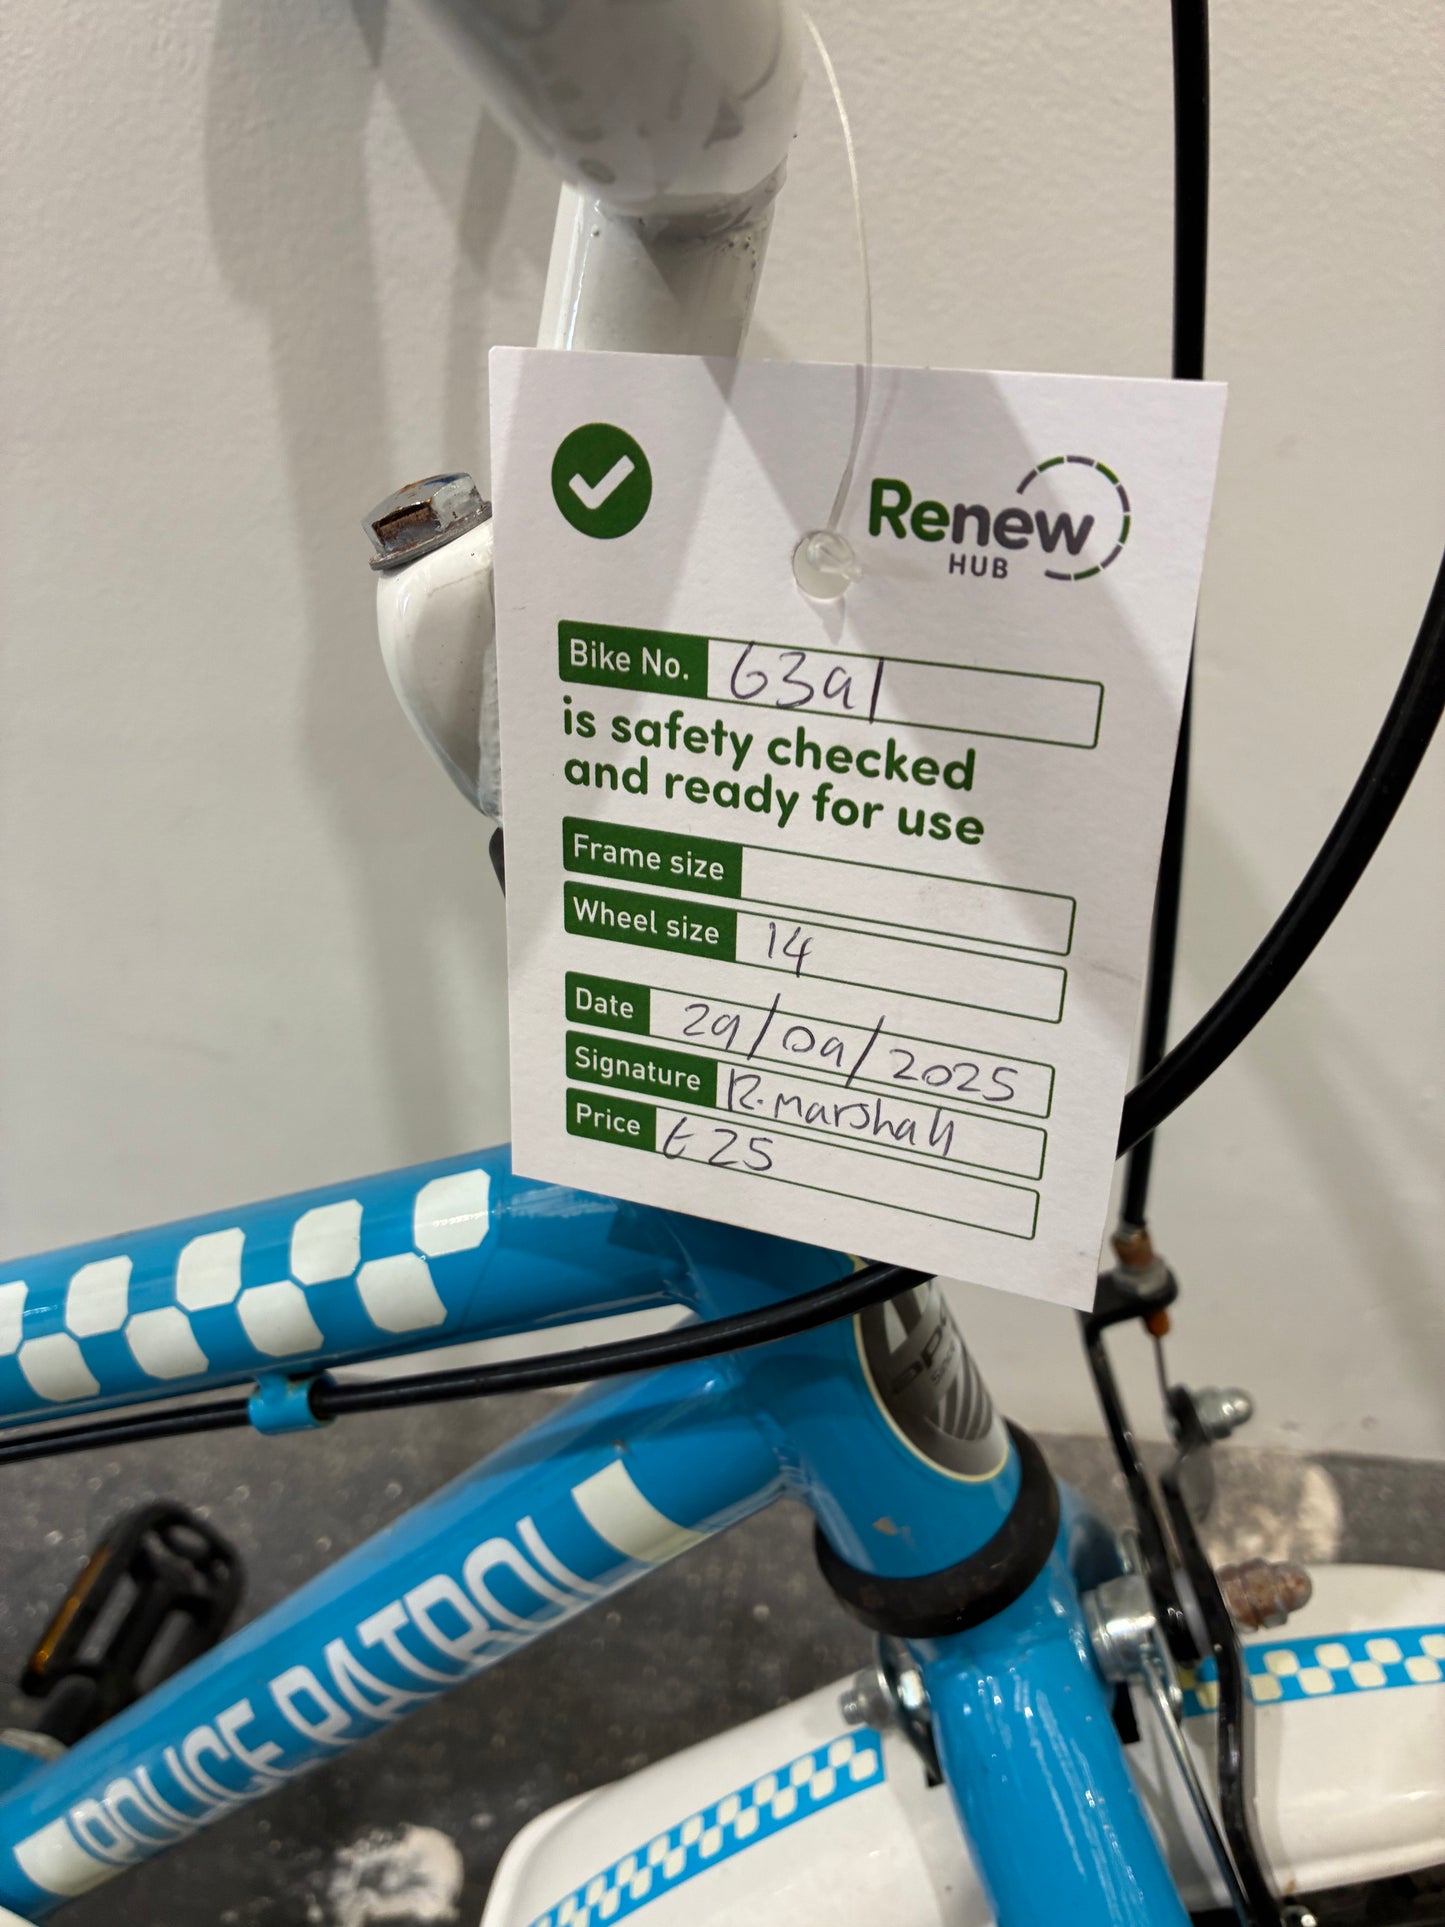 Renew
HUB
Bike No. 6391
is safety checked
and ready for use
Frame size
Wheel size 14
Date 29/09/2025
Signature R. Marshall
Price £25
POLICE PATROL